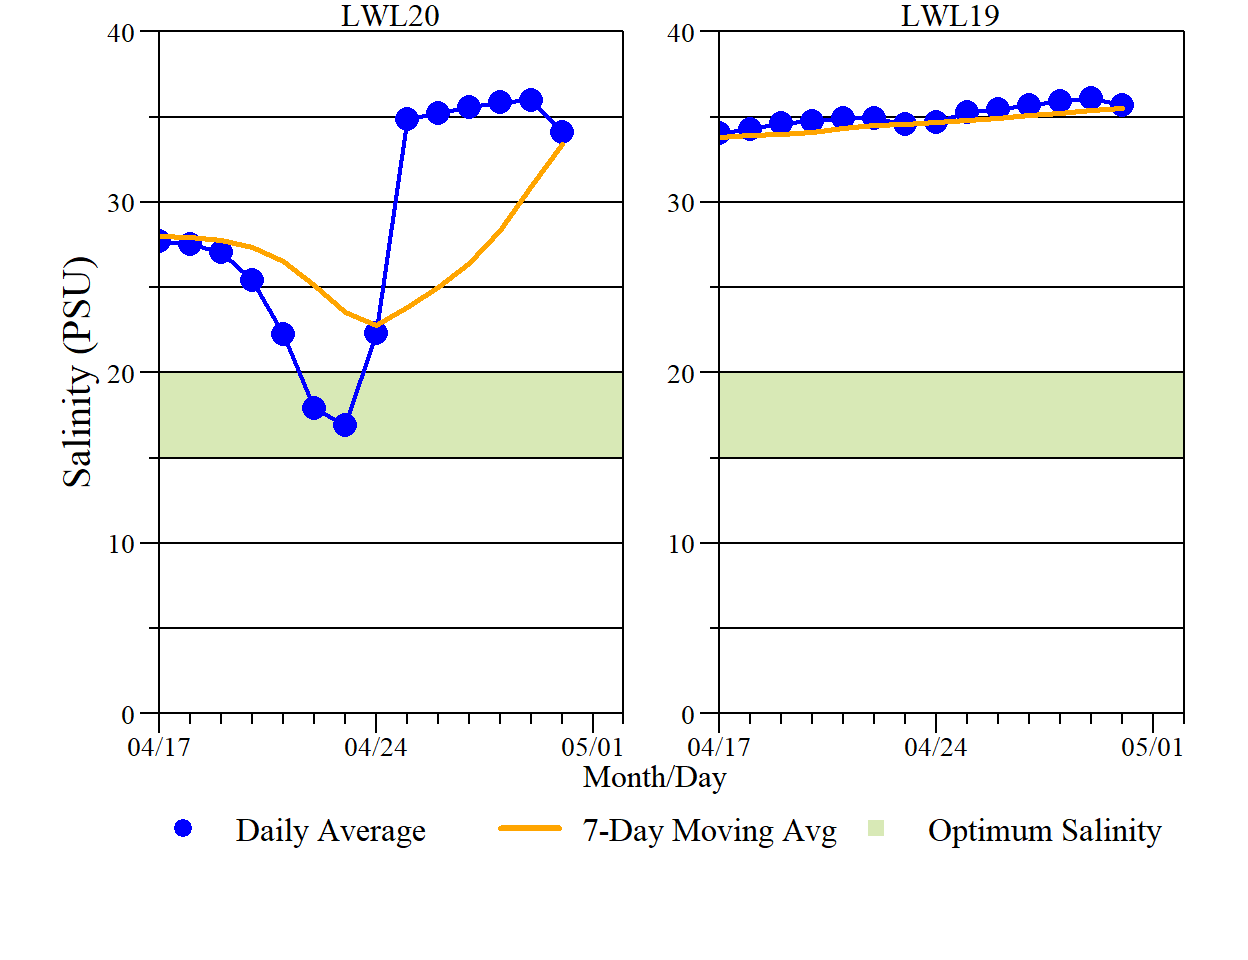 LWL20 LWL19
40 40
30 30
20 20
10 10
0 0
Salinity (PSU)
04/17 04/24 05/01 04/17 04/24 05/01
Month/Day
Daily Average 7-Day Moving Avg Optimum Salinity